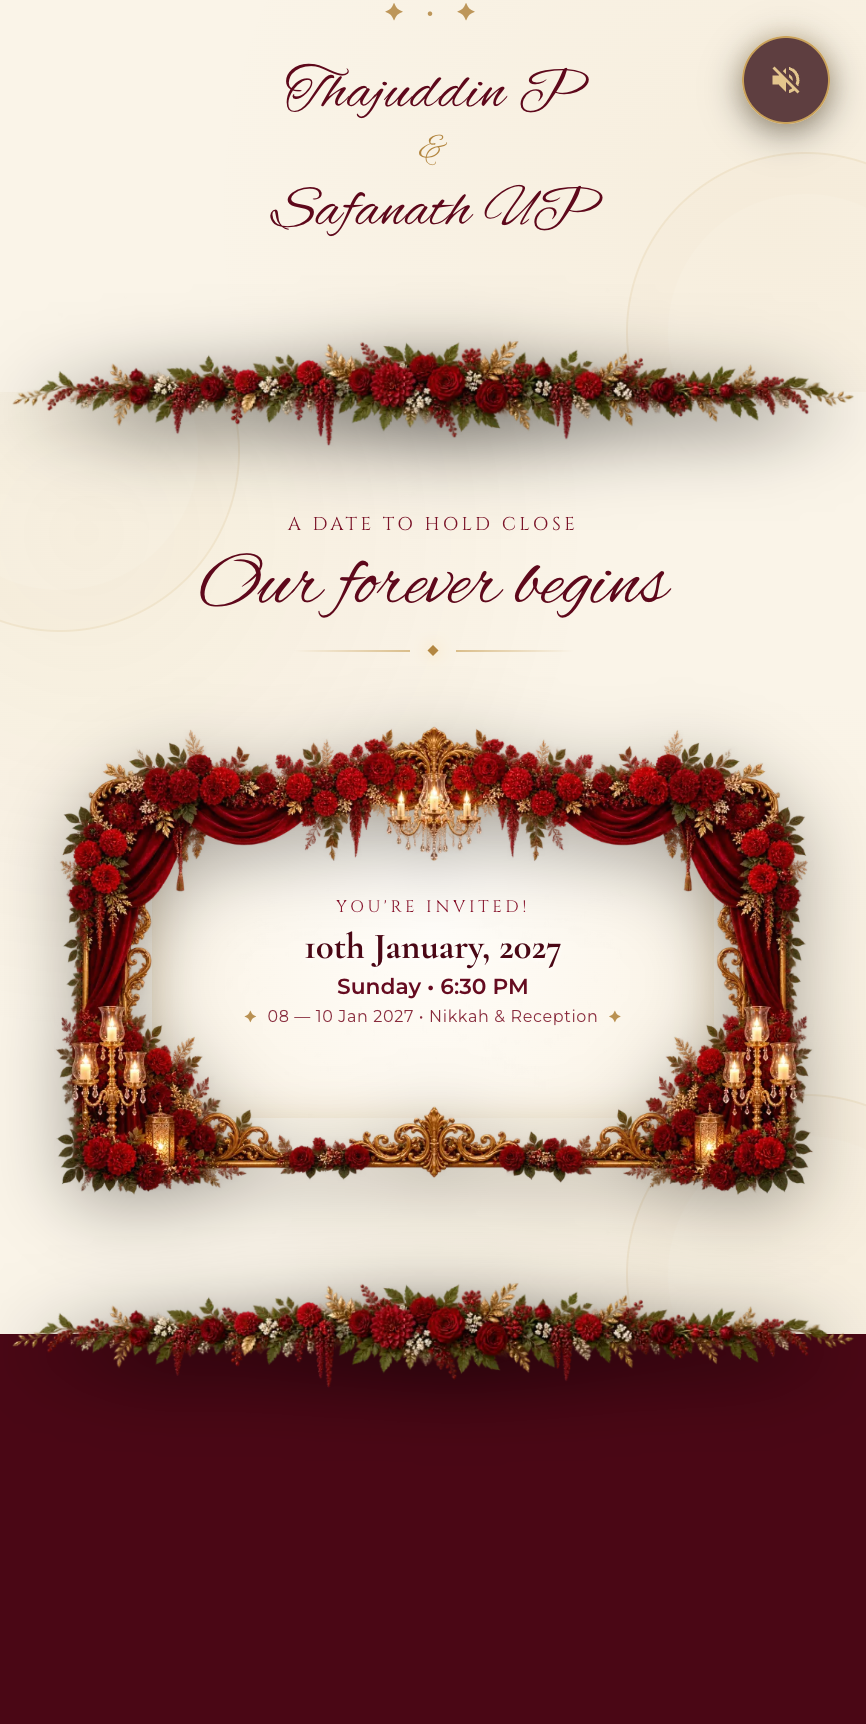 Thajuddin P
&
Safanath UP
A DATE TO HOLD CLOSE
Our forever begins
YOU'RE INVITED!
10th January, 2027
Sunday • 6:30 PM
08 — 10 Jan 2027 • Nikkah & Reception